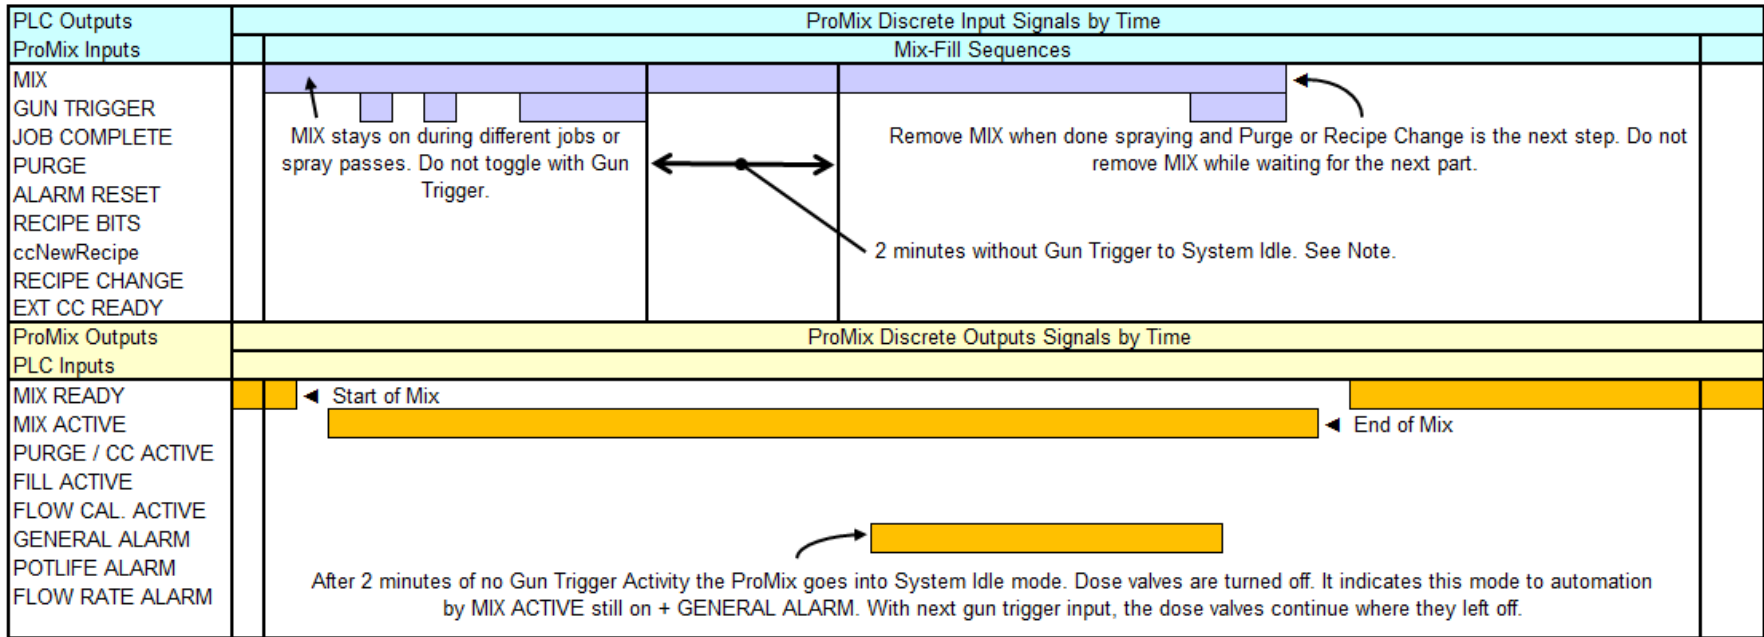 PLC Outputs
ProMix Discrete Input Signals by Time
ProMix Inputs
Mix-Fill Sequences
MIX
GUN TRIGGER
JOB COMPLETE
PURGE
ALARM RESET
RECIPE BITS
ccNewRecipe
RECIPE CHANGE
EXT CC READY
MIX stays on during different jobs or
spray passes. Do not toggle with Gun
Trigger.
Remove MIX when done spraying and Purge or Recipe Change is the next step. Do not
remove MIX while waiting for the next part.
2 minutes without Gun Trigger to System Idle. See Note.
ProMix Outputs
ProMix Discrete Outputs Signals by Time
PLC Inputs
MIX READY
Start of Mix
MIX ACTIVE
End of Mix
PURGE / CC ACTIVE
FILL ACTIVE
FLOW CAL. ACTIVE
GENERAL ALARM
POTLIFE ALARM
FLOW RATE ALARM
After 2 minutes of no Gun Trigger Activity the ProMix goes into System Idle mode. Dose valves are turned off. It indicates this mode to automation
by MIX ACTIVE still on + GENERAL ALARM. With next gun trigger input, the dose valves continue where they left off.